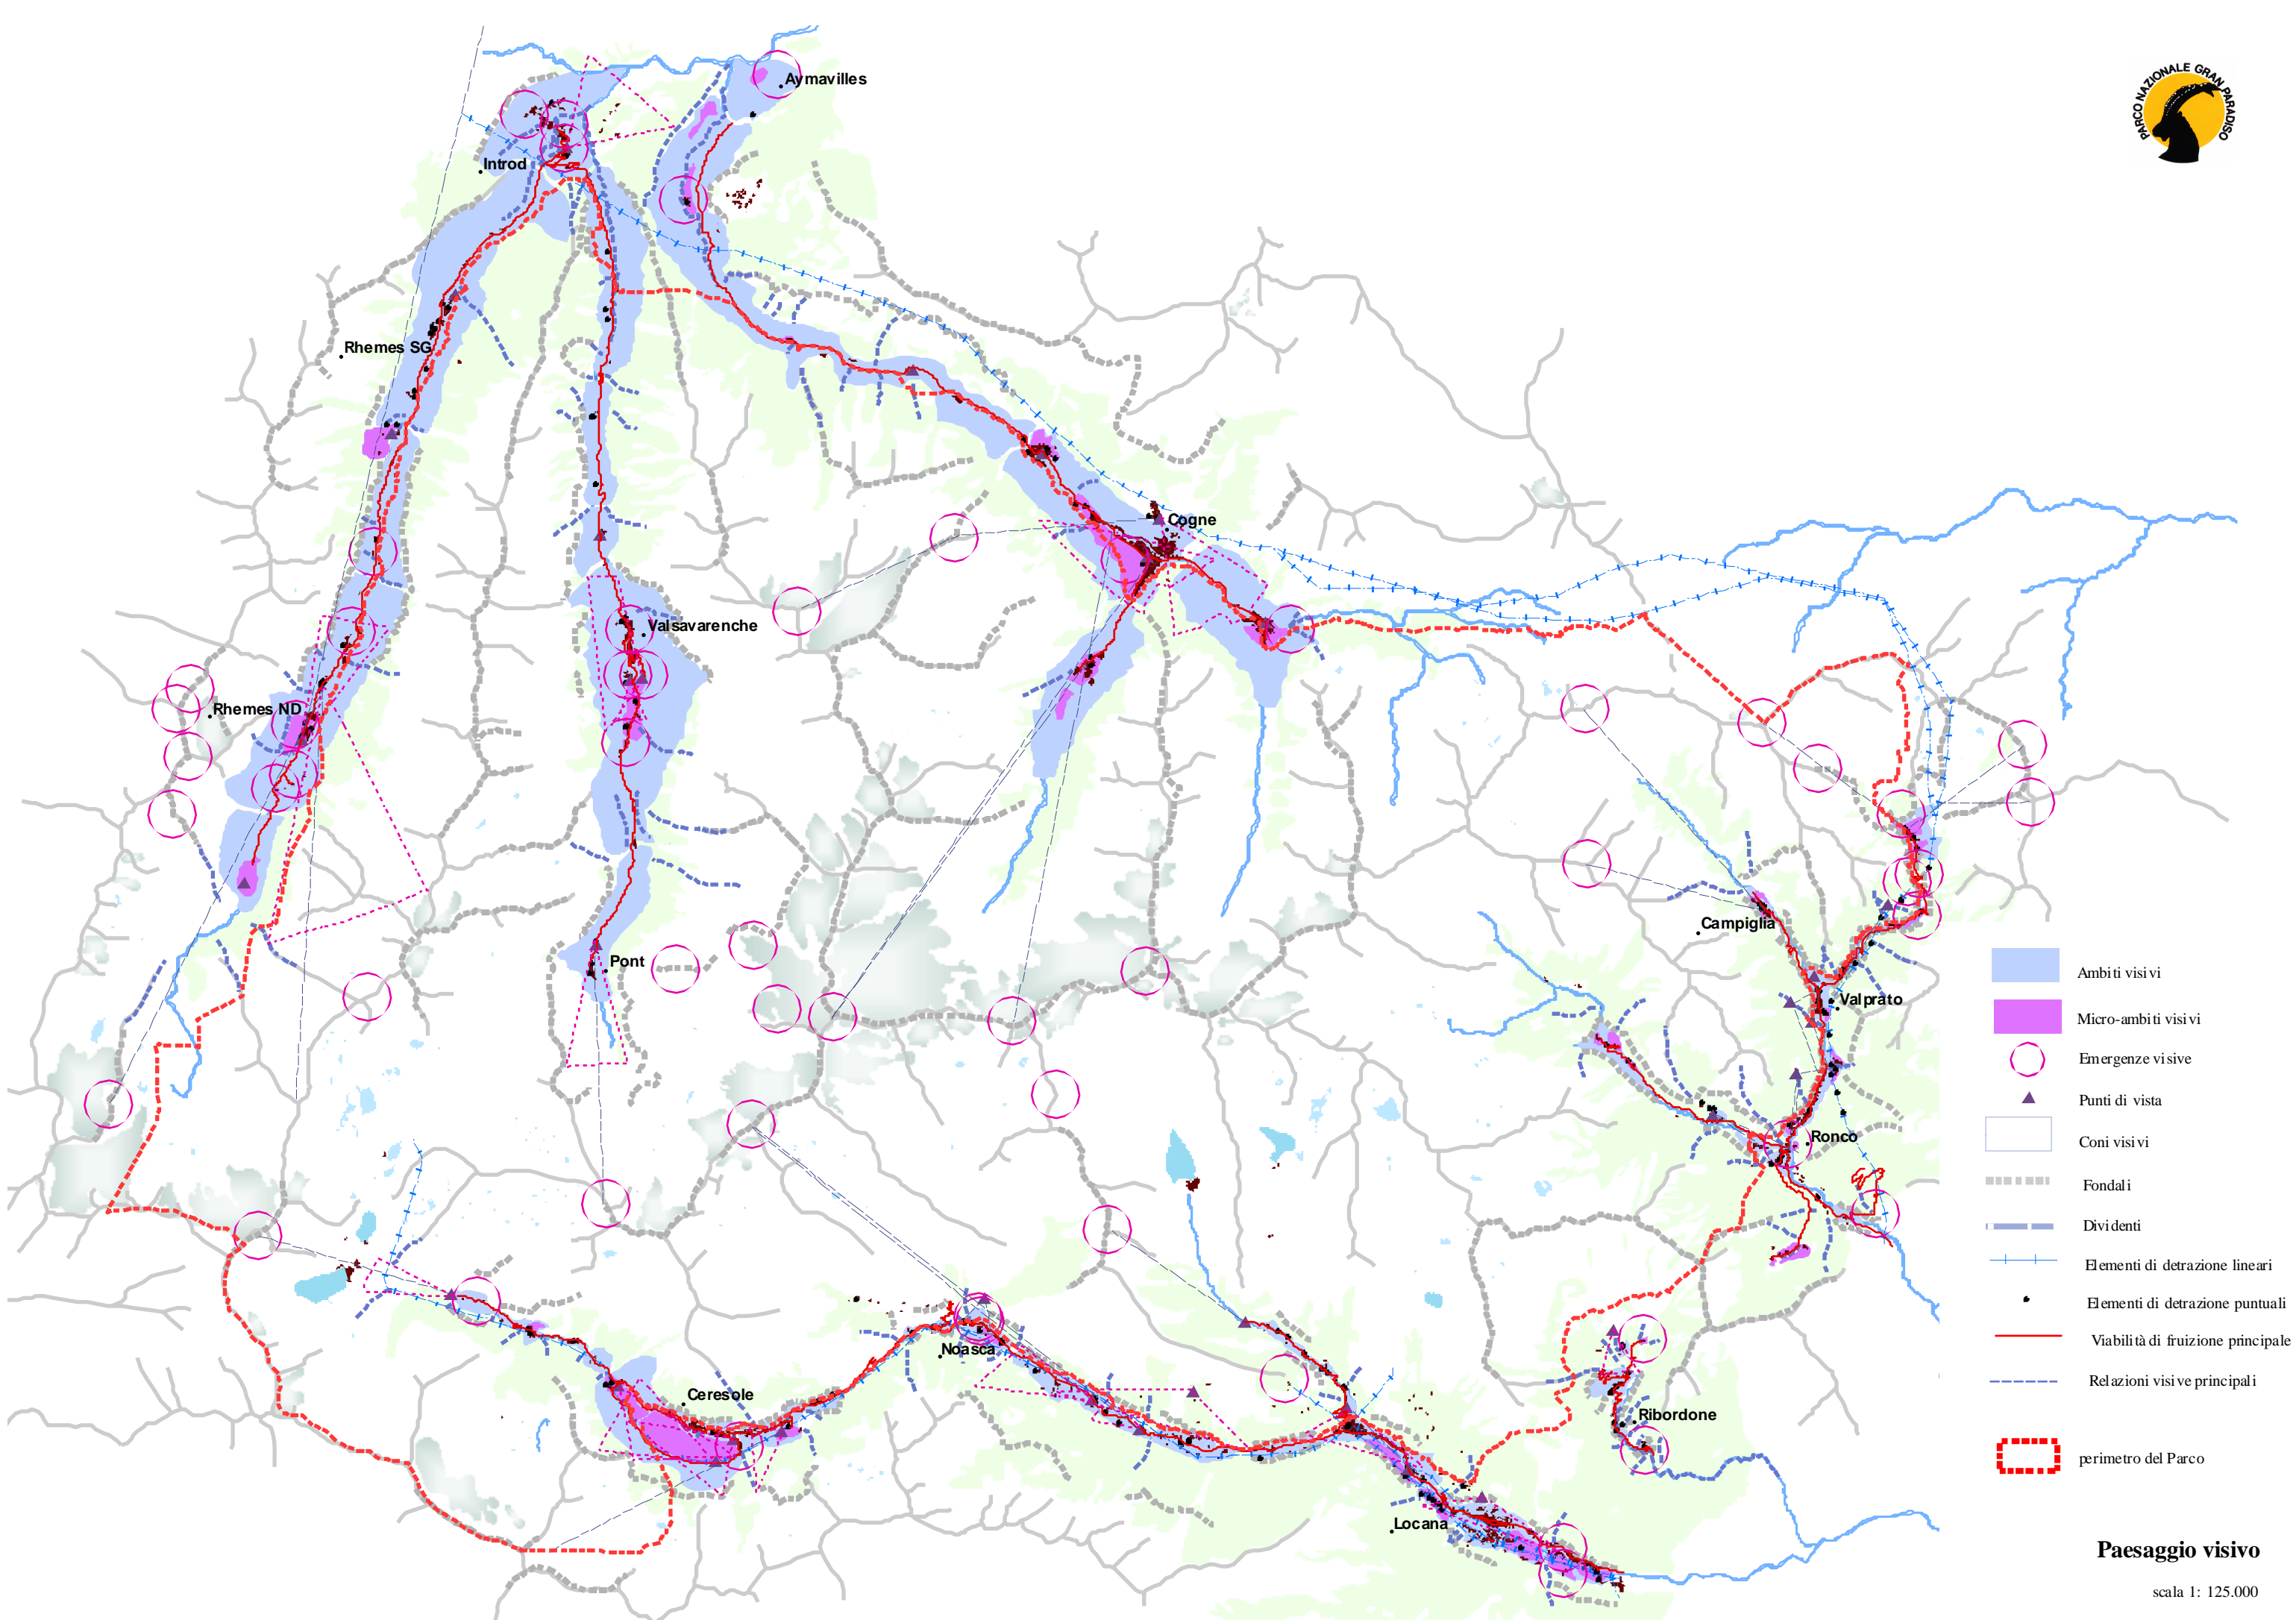 PARCO NAZIONALE GRAN PARADISO
Aymavilles
Introd
Rhemes SG
Cogne
Valsavarenche
Rhemes ND
Campiglia
Pont
Valprato
Ronco
Noasca
Ceresole
Ribordone
Locana
Ambiti visivi
Micro-ambiti visivi
Emergenze visive
Punti di vista
Coni visivi
Fondali
Dividenti
Elementi di detrazione lineari
Elementi di detrazione puntuali
Viabilità di fruizione principale
Relazioni visive principali
perimetro del Parco
Paesaggio visivo
scala 1: 125.000